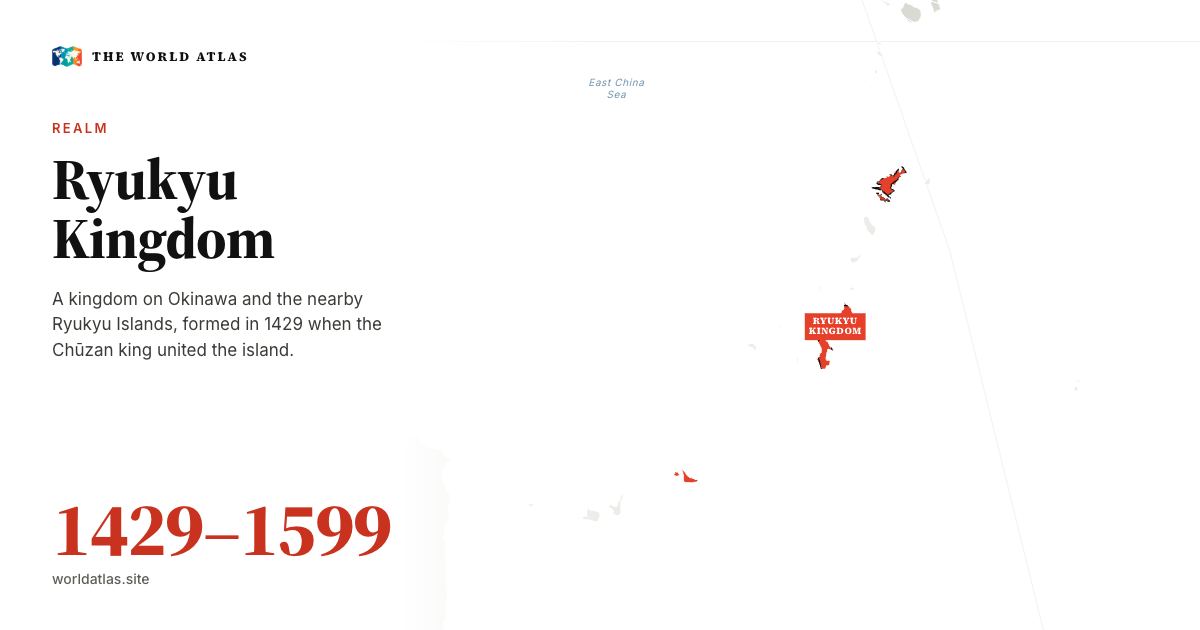 THE WORLD ATLAS
REALM
Ryukyu
Kingdom
A kingdom on Okinawa and the nearby
Ryukyu Islands, formed in 1429 when the
Chūzan king united the island.
1429–1599
worldatlas.site
East China
Sea
RYUKYU
KINGDOM